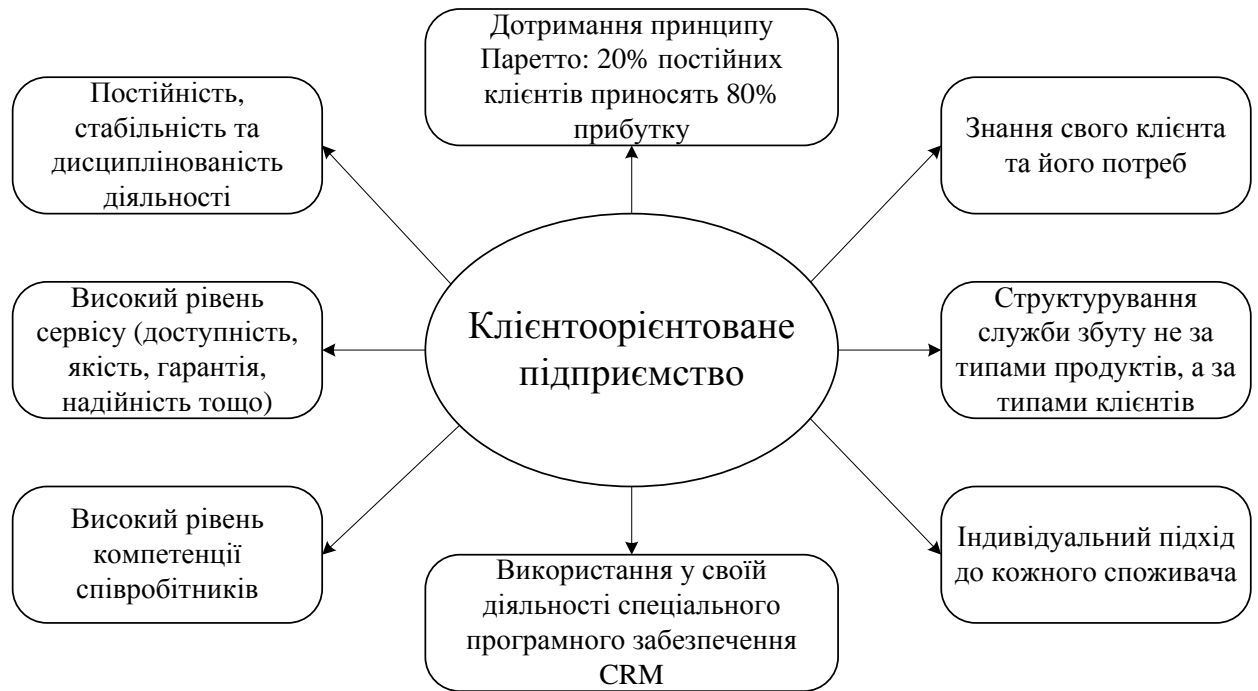 Дотримання принципу
Паретто: 20% постійних
клієнтів приносять 80%
прибутку
Постійність,
стабільність та
дисциплінованість
діяльності
Знання свого клієнта
та його потреб
Високий рівень
сервісу (доступність,
якість, гарантія,
надійність тощо)
Клієнтоорієнтоване
підприємство
Структурування
служби збуту не за
типами продуктів, а за
типами клієнтів
Високий рівень
компетенції
співробітників
Використання у своїй
діяльності спеціального
програмного забезпечення
CRM
Індивідуальний підхід
до кожного споживача